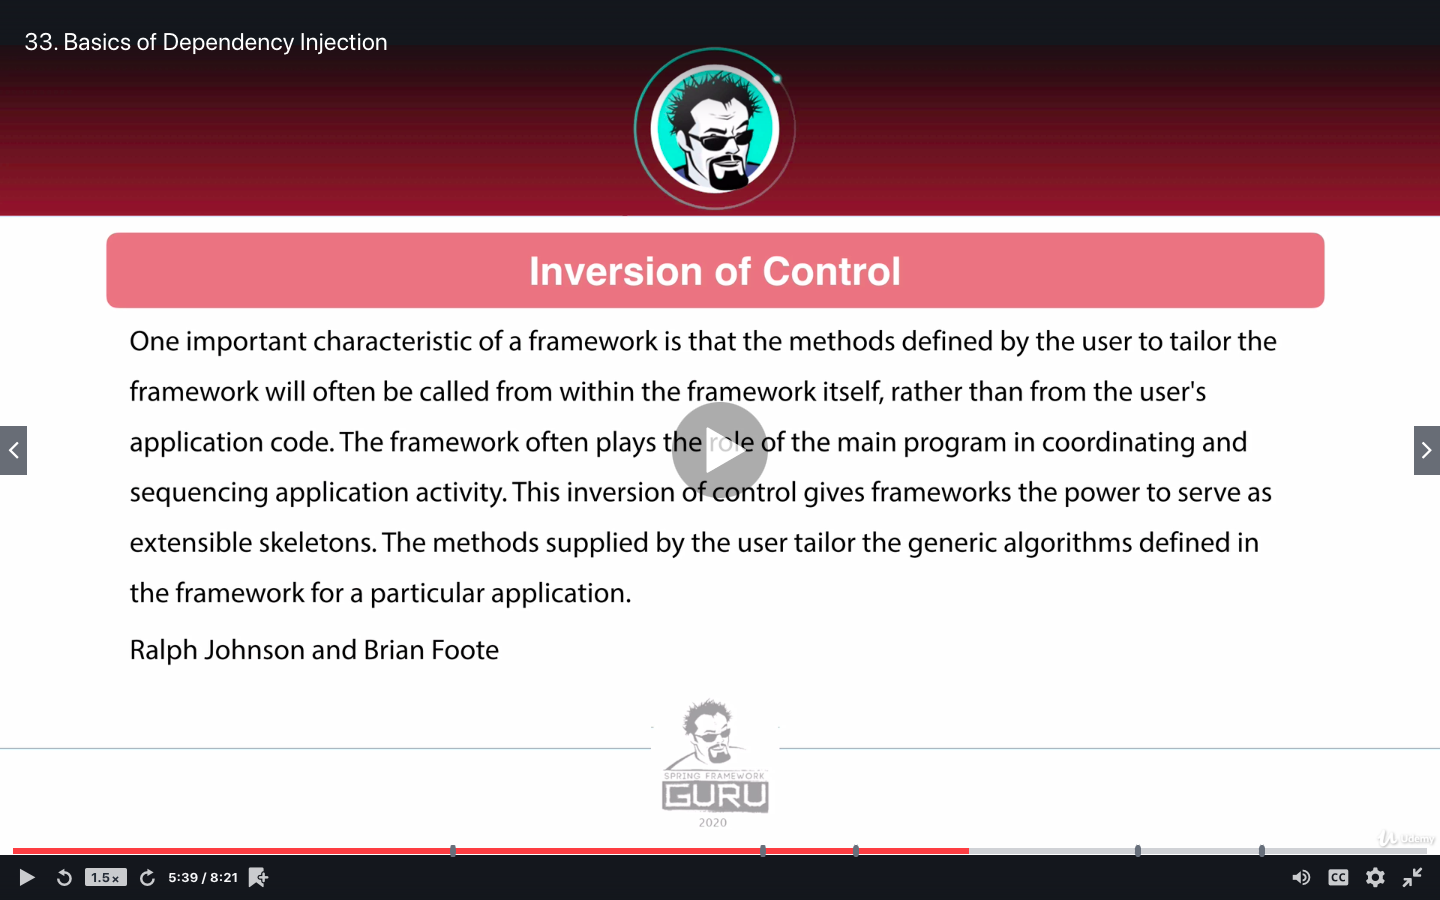 33. Basics of Dependency Injection
Inversion of Control
One important characteristic of a framework is that the methods defined by the user to tailor the
framework will often be called from within the framework itself, rather than from the user's
application code. The framework often plays the role of the main program in coordinating and
sequencing application activity. This inversion of control gives frameworks the power to serve as
extensible skeletons. The methods supplied by the user tailor the generic algorithms defined in
the framework for a particular application.
Ralph Johnson and Brian Foote
SPRING FRAMEWORK
GURU
2020
Udemy
1.5x
5:39 / 8:21
CC